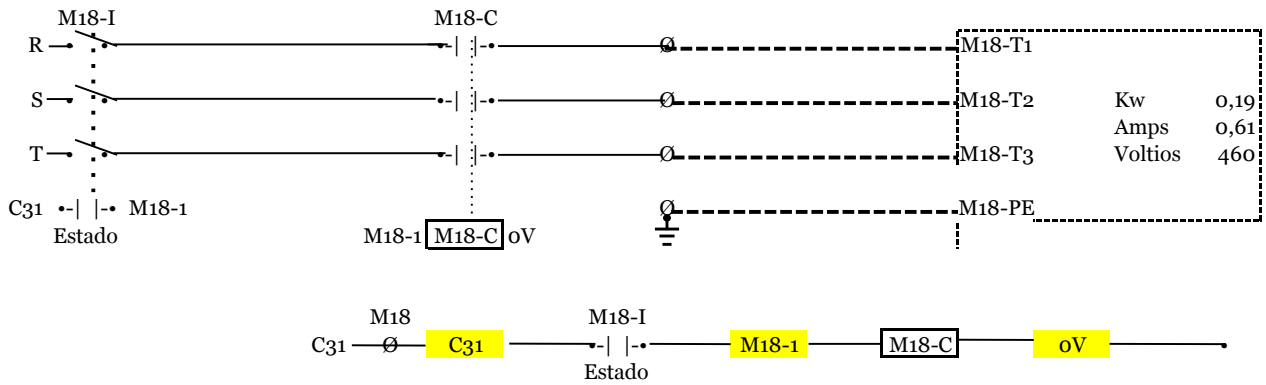 M18-I M18-C
R M18-T1
S M18-T2 Kw 0,19
Amps 0,61
T M18-T3 Voltios 460
C31 M18-1 M18-PE
Estado M18-1 M18-C 0V
M18 M18-I
C31 Ø C31 M18-1 M18-C 0V
Estado